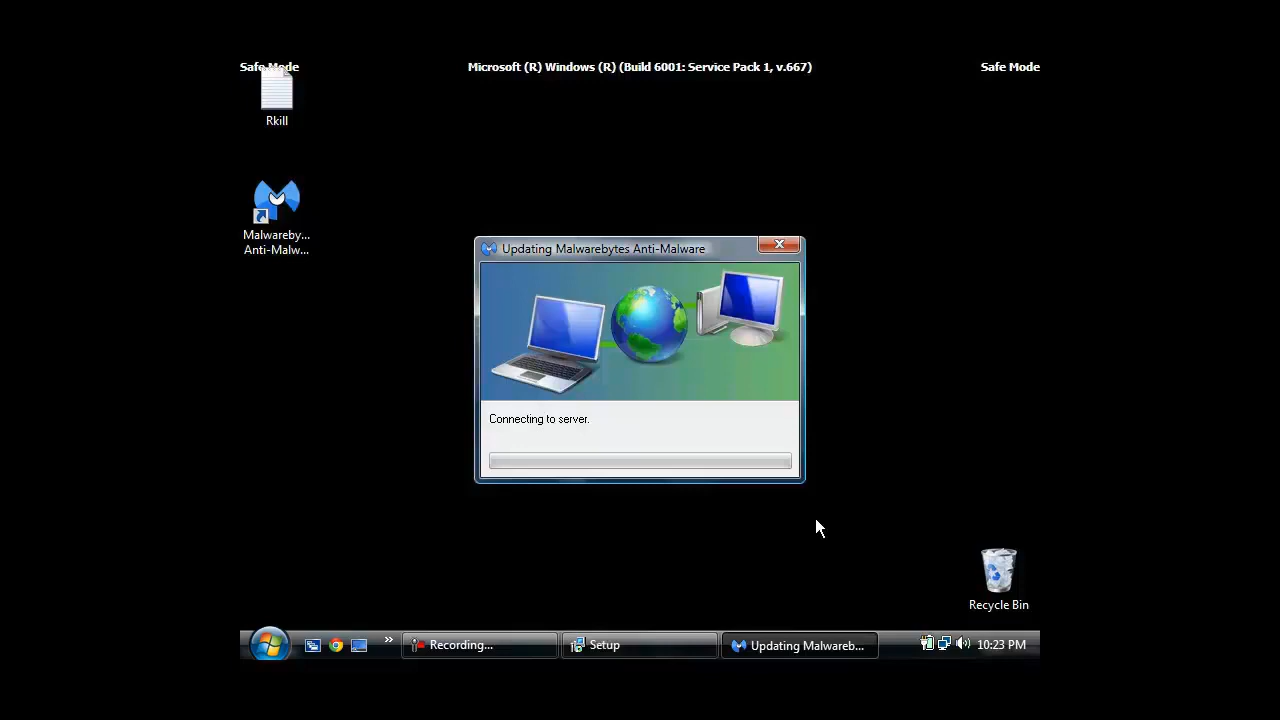 Safe Mode
Microsoft (R) Windows (R) (Build 6001: Service Pack 1, v.667)
Safe Mode
Rkill
Malwareby...
Anti-Malw...
Updating Malwarebytes Anti-Malware
Connecting to server.
Recycle Bin
Recording...
Setup
Updating Malwareb...
10:23 PM